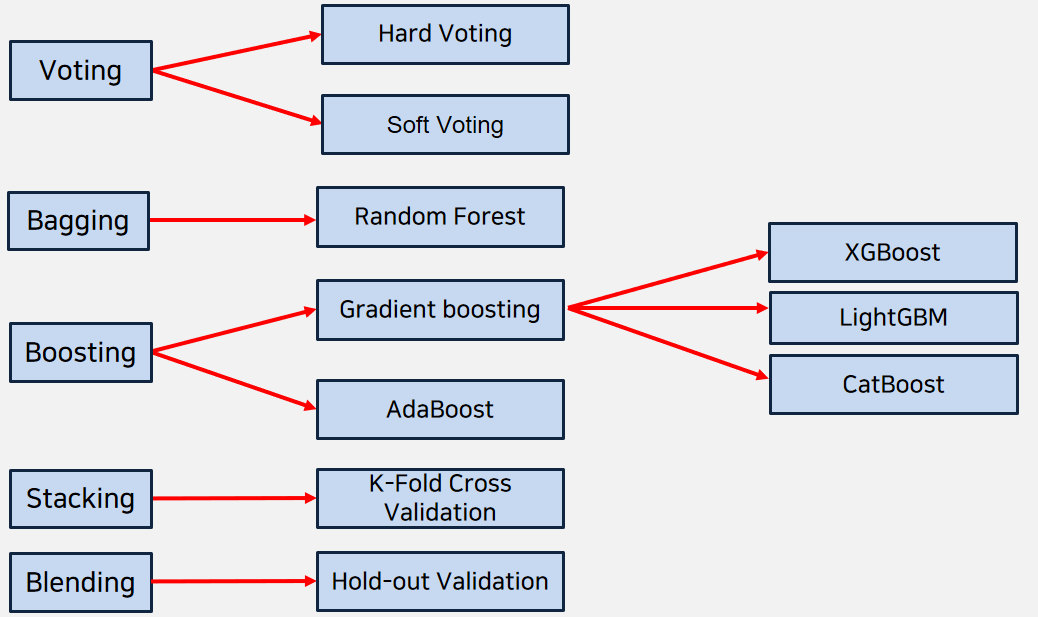 Voting
Hard Voting
Soft Voting
Bagging
Random Forest
Boosting
Gradient boosting
AdaBoost
XGBoost
LightGBM
CatBoost
Stacking
K-Fold Cross
Validation
Blending
Hold-out Validation